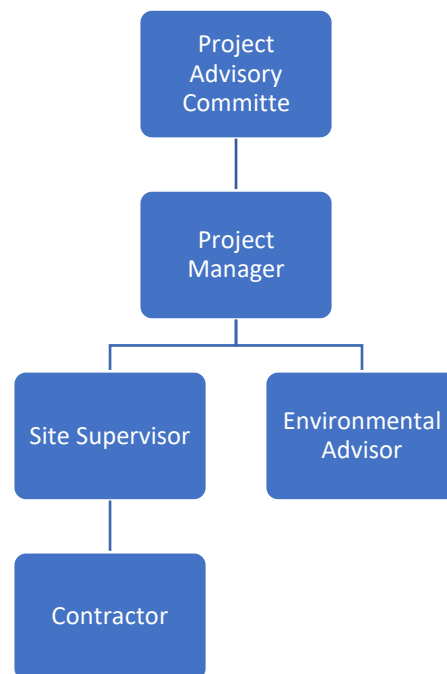 Project
Advisory
Committe
Project
Manager
Site Supervisor
Environmental
Advisor
Contractor